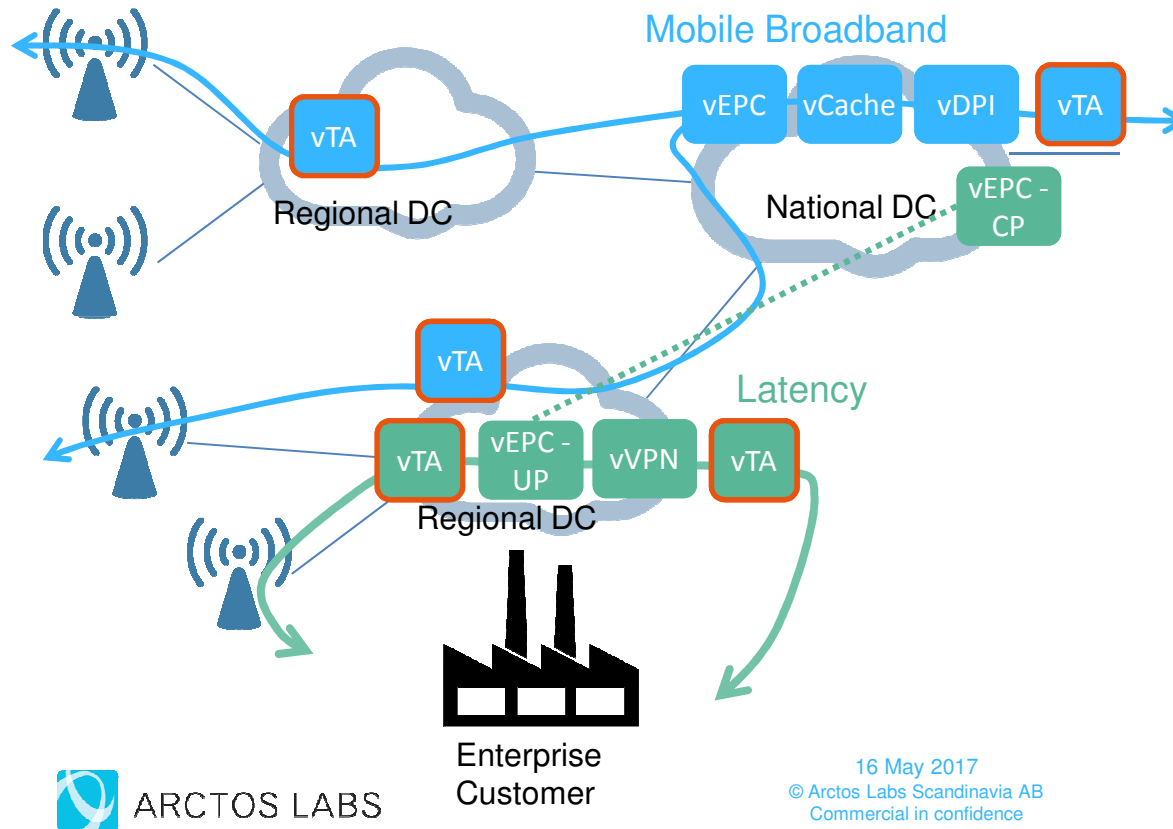 Mobile Broadband
vTA
vEPC
vCache
vDPI
vTA
Regional DC
National DC
vEPC -
CP
vTA
Latency
vTA
vEPC -
UP
vVPN
vTA
Regional DC
Enterprise
Customer
ARCTOS LABS
16 May 2017
© Arctos Labs Scandinavia AB
Commercial in confidence